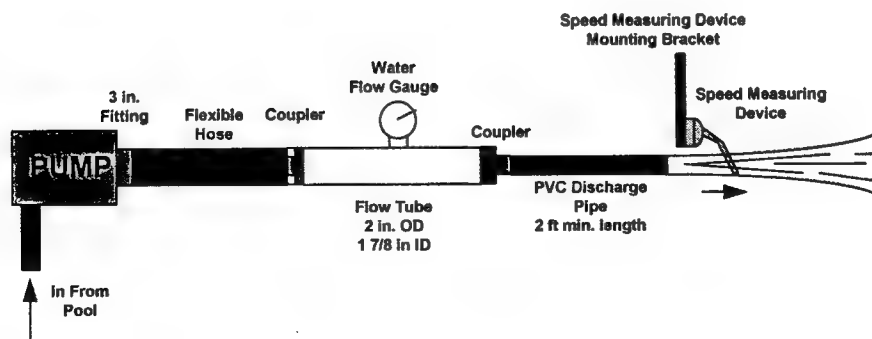 Speed Measuring Device
Mounting Bracket
Water
Flow Gauge
Speed Measuring
Device
3 in.
Fitting
Flexible
Hose
Coupler
Coupler
PUMP
PVC Discharge
Pipe
2 ft min. length
Flow Tube
2 in. OD
1 7/8 in ID
In From
Pool